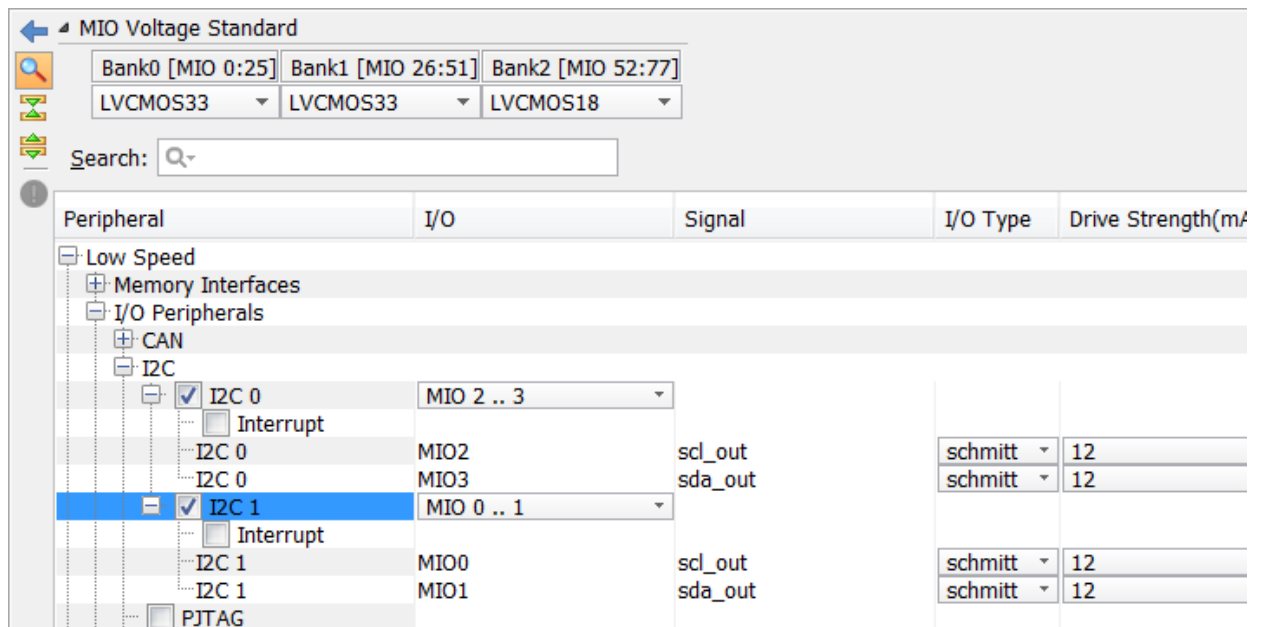 MIO Voltage Standard
Bank0 [MIO 0:25] Bank1 [MIO 26:51] Bank2 [MIO 52:77]
LVCMOS33 LVCMOS33 LVCMOS18
Search:
Peripheral I/O Signal I/O Type Drive Strength(mA
Low Speed
Memory Interfaces
I/O Peripherals
CAN
I2C
I2C 0 MIO 2 .. 3
Interrupt
I2C 0 MIO2 scl_out schmitt 12
I2C 0 MIO3 sda_out schmitt 12
I2C 1 MIO 0 .. 1
Interrupt
I2C 1 MIO0 scl_out schmitt 12
I2C 1 MIO1 sda_out schmitt 12
PJTAG